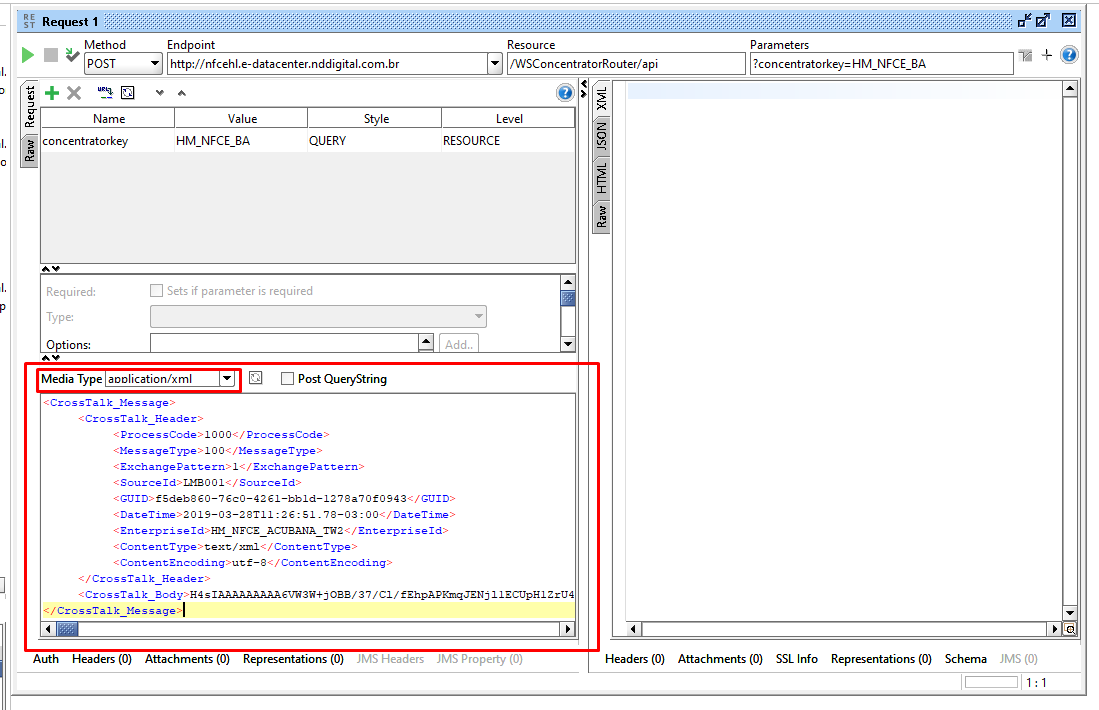 RE
ST
Request 1
Method
Endpoint
Resource
Parameters
POST
http://nfcehl.e-datacenter.nddigital.com.br
/WSConcentratorRouter/api
?concentratorkey=HM_NFCE_BA
Request
Raw
Name Value Style Level
concentratorkey HM_NFCE_BA QUERY RESOURCE
Required: Sets if parameter is required
Type:
Options: Add..
Media Type application/xml Post QueryString
<CrossTalk_Message>
<CrossTalk_Header>
<ProcessCode>1000</ProcessCode>
<MessageType>100</MessageType>
<ExchangePattern>1</ExchangePattern>
<SourceId>LMB001</SourceId>
<GUID>f5deb860-76c0-4261-bb1d-1278a70f0943</GUID>
<DateTime>2019-03-28T11:26:51.78-03:00</DateTime>
<EnterpriseId>HM_NFCE_ACUBANA_TW2</EnterpriseId>
<ContentType>text/xml</ContentType>
<ContentEncoding>utf-8</ContentEncoding>
</CrossTalk_Header>
<CrossTalk_Body>H4sIAAAAAAAAA6VW3W+jOBB/37/Cl/fEhpAPKmqJENjl1ECUpH1ZrU4
</CrossTalk_Message>
Auth Headers (0) Attachments (0) Representations (0) JMS Headers JMS Property (0)
XML
JSON
HTML
Raw
Headers (0) Attachments (0) SSL Info Representations (0) Schema JMS (0)
1 : 1